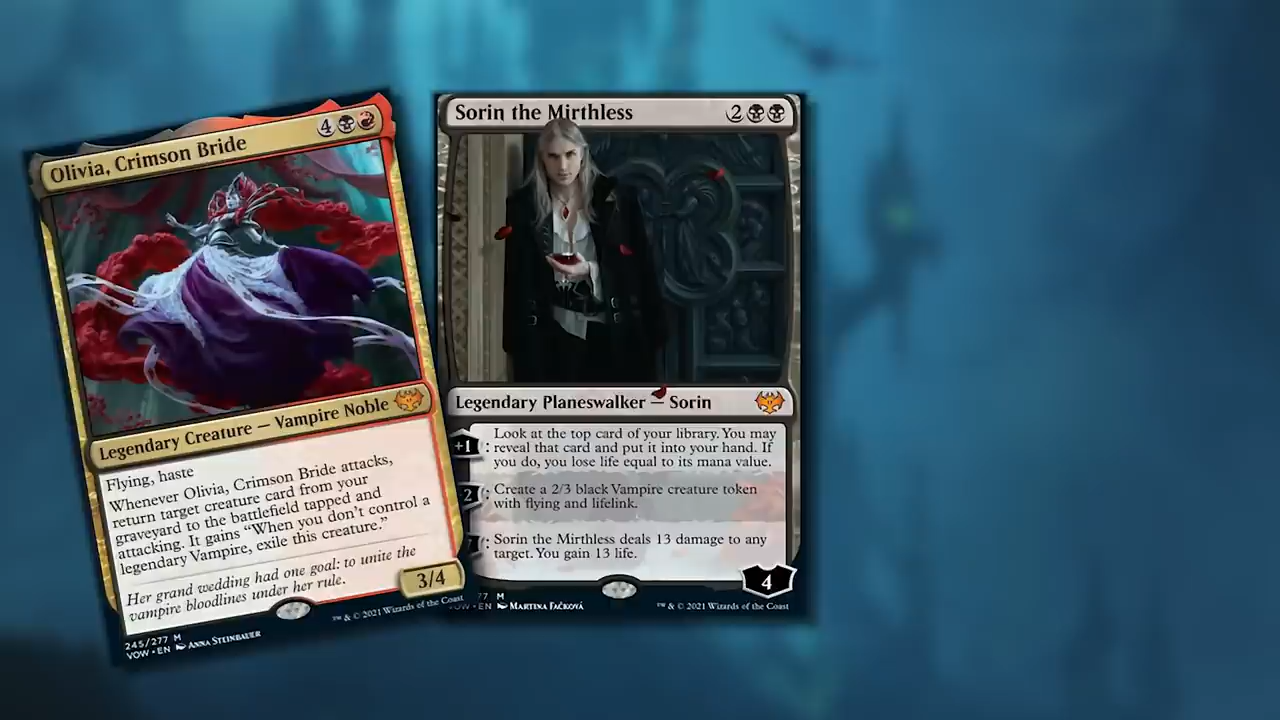 Olivia, Crimson Bride
4
Legendary Creature — Vampire Noble
Flying, haste
Whenever Olivia, Crimson Bride attacks,
return target creature card from your
graveyard to the battlefield tapped and
attacking. It gains “When you don’t control a
legendary Vampire, exile this creature.”
Her grand wedding had one goal: to unite the
vampire bloodlines under her rule.
3/4
245/277 M
VOW • EN ANNA STEINBAUER
™ & © 2021 Wizards of the Coast
Sorin the Mirthless
2
Legendary Planeswalker — Sorin
+1 : Look at the top card of your library. You may
reveal that card and put it into your hand. If
you do, you lose life equal to its mana value.
2 : Create a 2/3 black Vampire creature token
with flying and lifelink.
: Sorin the Mirthless deals 13 damage to any
target. You gain 13 life.
4
77 M
VOW • EN MARTINA FAČKOVÁ
™ & © 2021 Wizards of the Coast